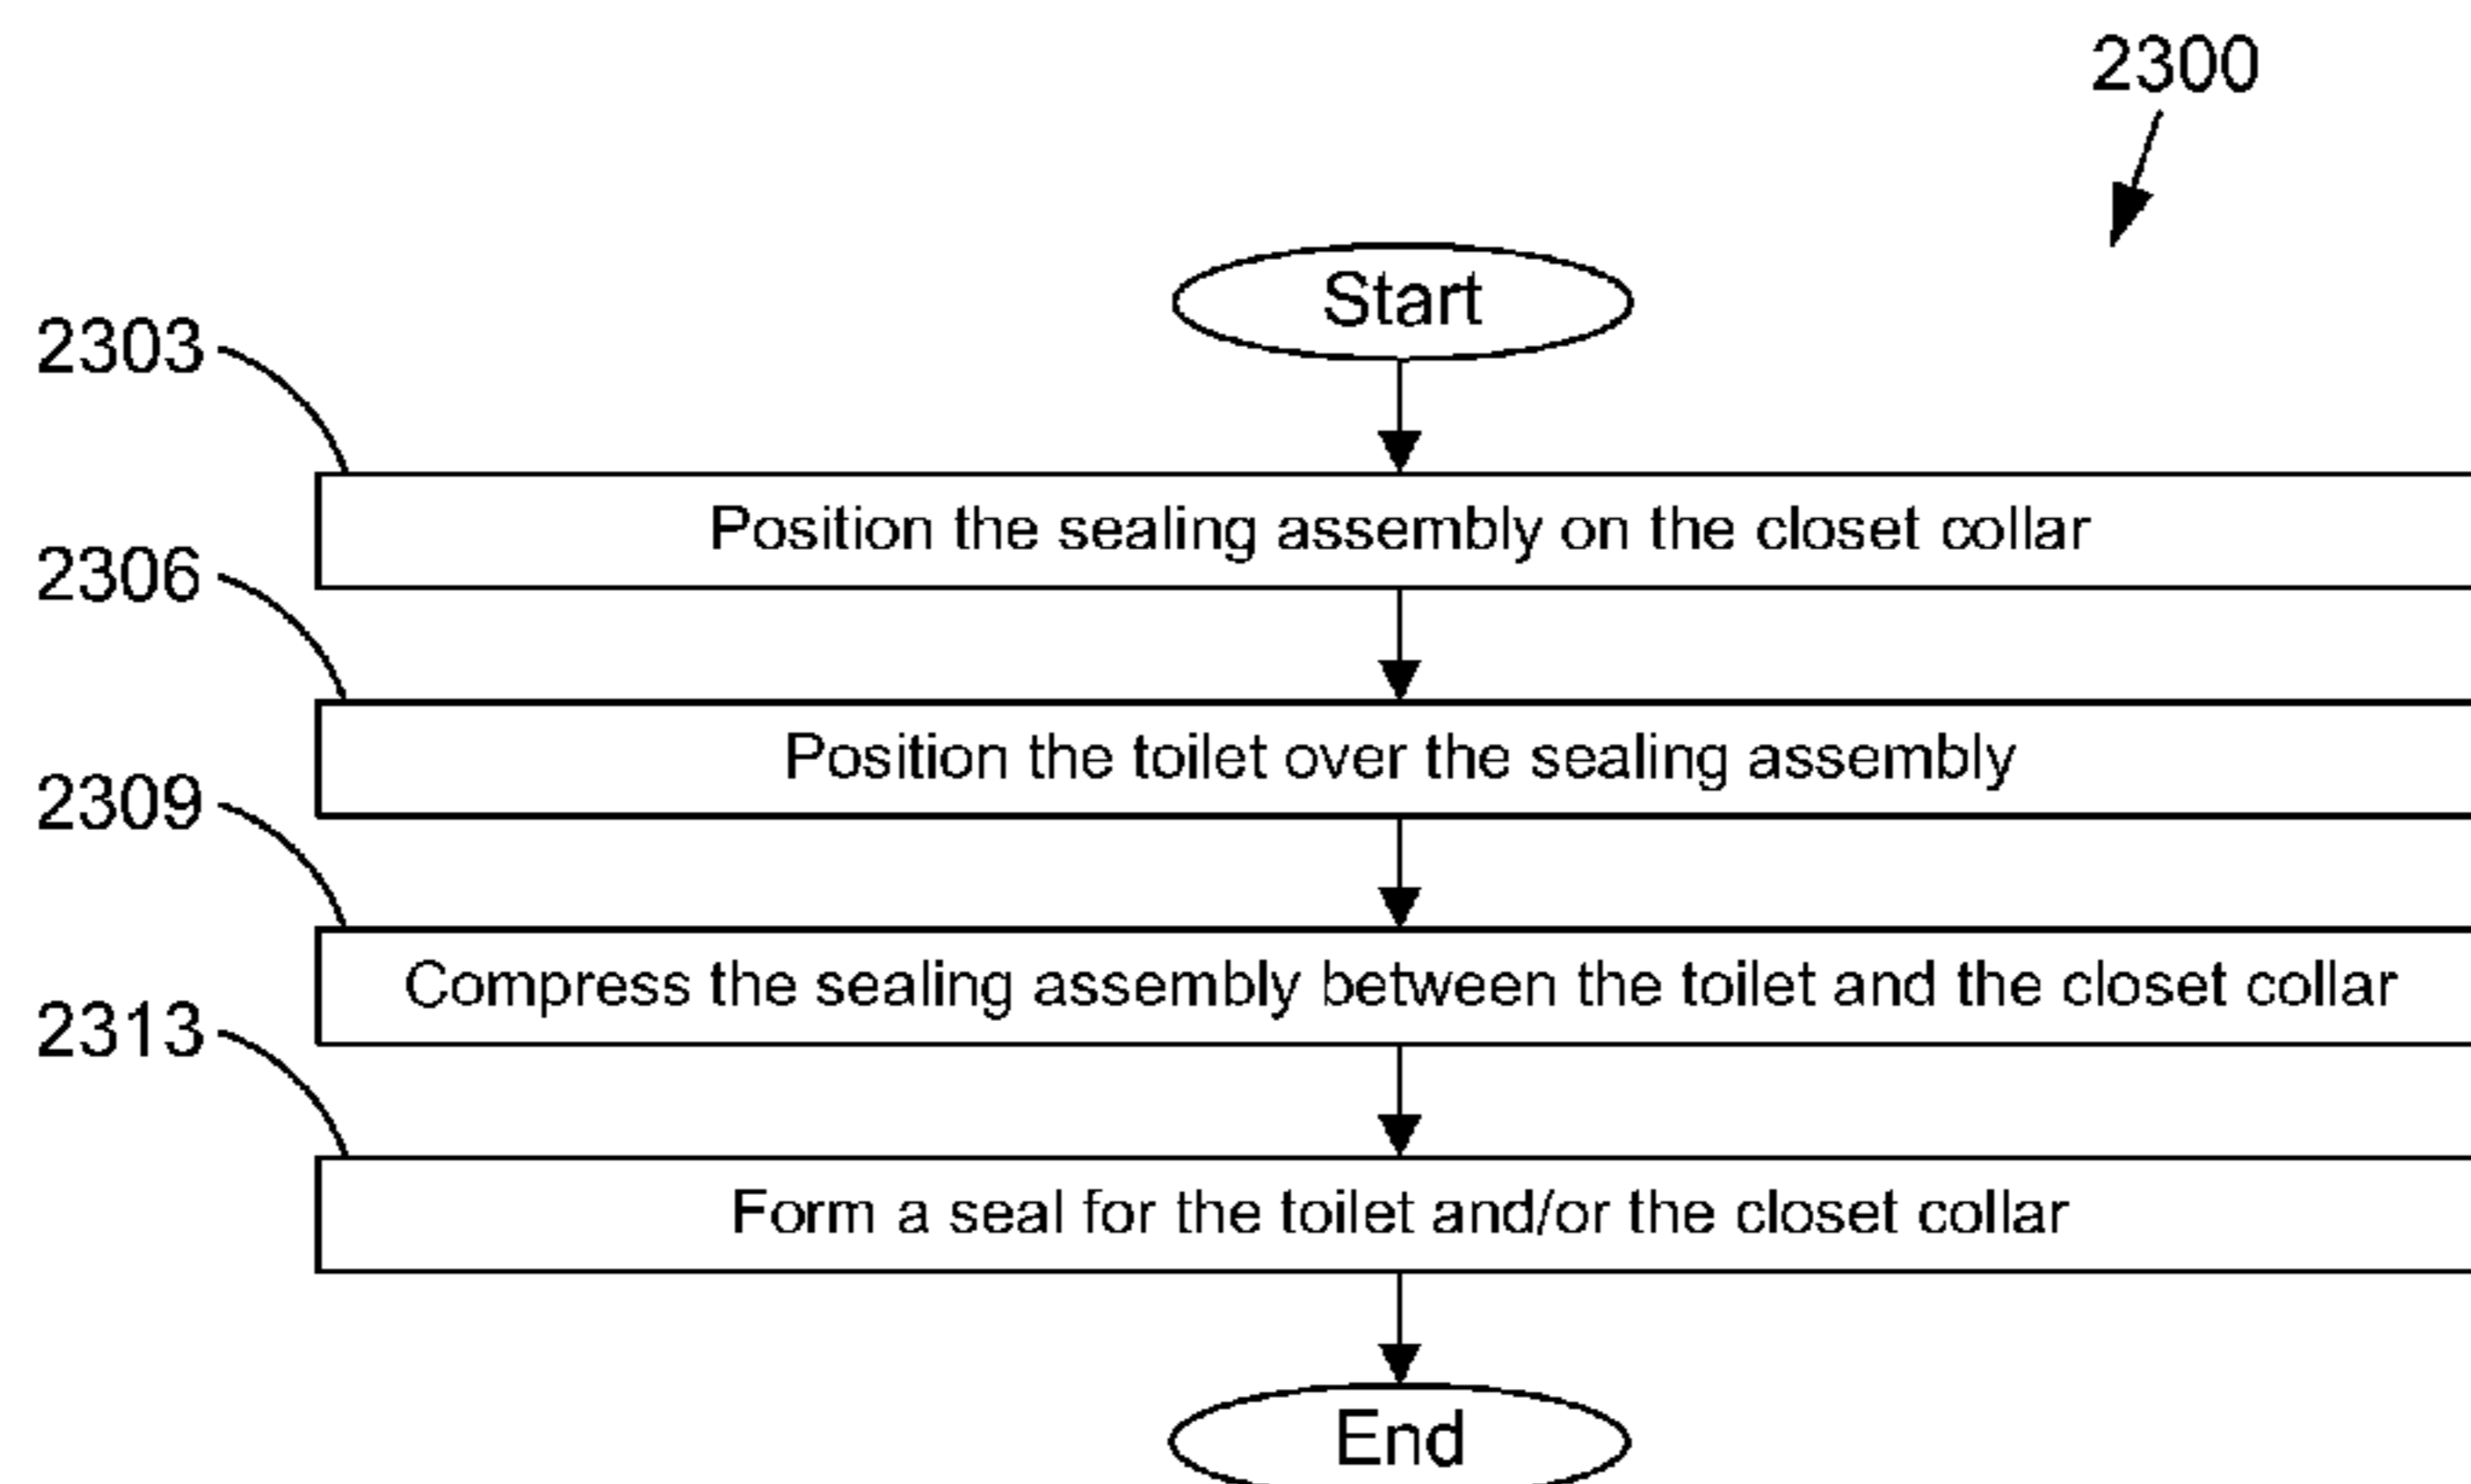 2300
Start
2303
Position the sealing assembly on the closet collar
2306
Position the toilet over the sealing assembly
2309
Compress the sealing assembly between the toilet and the closet collar
2313
Form a seal for the toilet and/or the closet collar
End